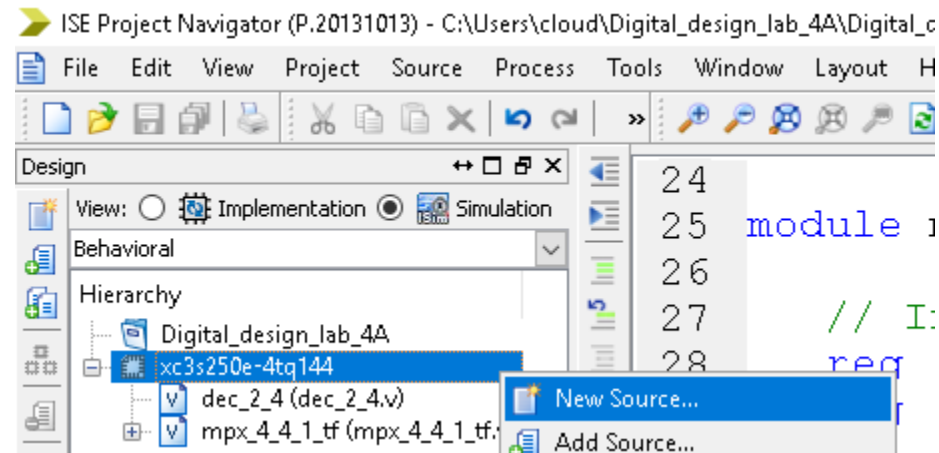 ISE Project Navigator (P.20131013) - C:\Users\cloud\Digital_design_lab_4A\Digital_d
File Edit View Project Source Process Tools Window Layout H
»
Design
View: Implementation Simulation
Behavioral
Hierarchy
Digital_design_lab_4A
xc3s250e-4tq144
dec_2_4 (dec_2_4.v)
mpx_4_4_1_tf (mpx_4_4_1_tf.
New Source...
Add Source...
24
25 module
26
27 // I
28 reg